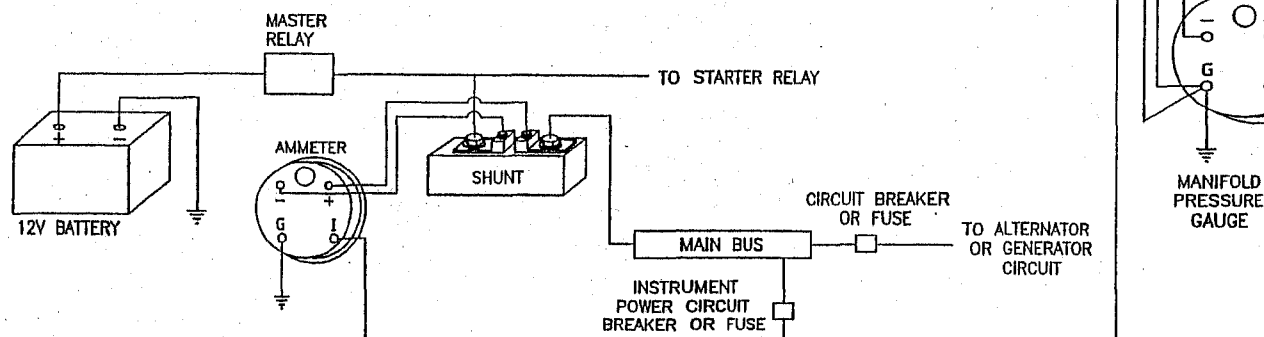 MASTER
RELAY
TO STARTER RELAY
+
-
12V BATTERY
AMMETER
-
+
G
I
SHUNT
MAIN BUS
CIRCUIT BREAKER
OR FUSE
TO ALTERNATOR
OR GENERATOR
CIRCUIT
INSTRUMENT
POWER CIRCUIT
BREAKER OR FUSE
-
G
MANIFOLD
PRESSURE
GAUGE